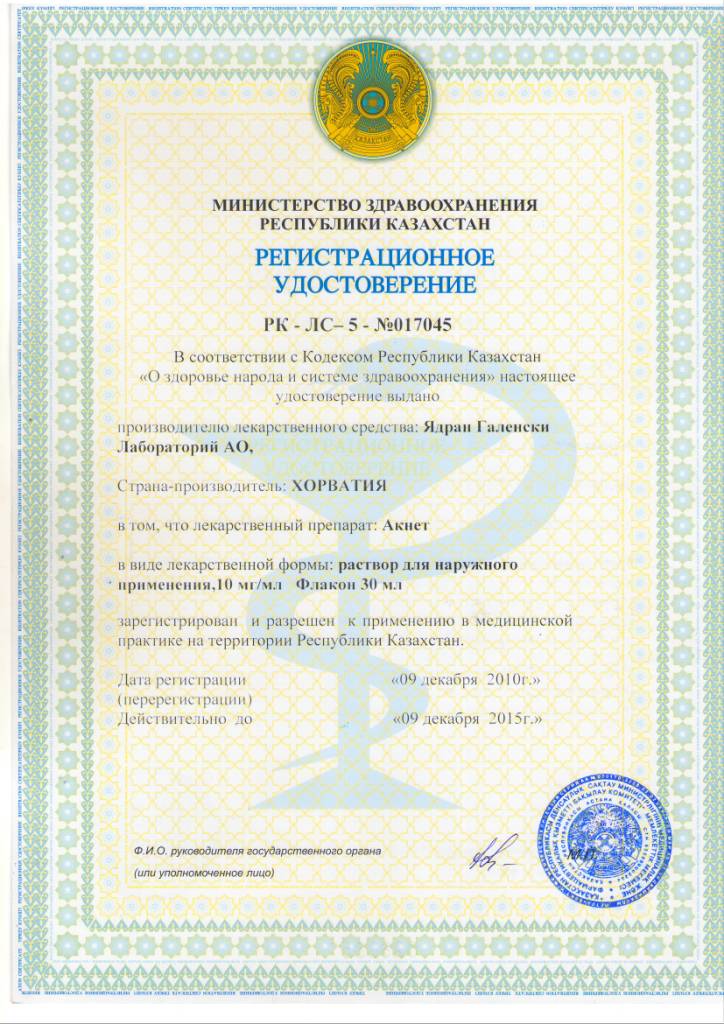 ҚАЗАҚСТАН
МИНИСТЕРСТВО ЗДРАВООХРАНЕНИЯ
РЕСПУБЛИКИ КАЗАХСТАН
РЕГИСТРАЦИОННОЕ
УДОСТОВЕРЕНИЕ
РК - ЛС– 5 - №017045
В соответствии с Кодексом Республики Казахстан
«О здоровье народа и системе здравоохранения» настоящее
удостоверение выдано
производителю лекарственного средства: Ядран Галенски
Лабораторий АО,
Страна-производитель: ХОРВАТИЯ
в том, что лекарственный препарат: Акнет
в виде лекарственной формы: раствор для наружного
применения,10 мг/мл Флакон 30 мл
зарегистрирован и разрешен к применению в медицинской
практике на территории Республики Казахстан.
Дата регистрации «09 декабря 2010г.»
(перерегистрации)
Действительно до «09 декабря 2015г.»
Ф.И.О. руководителя государственного органа
(или уполномоченное лицо)
М.П.